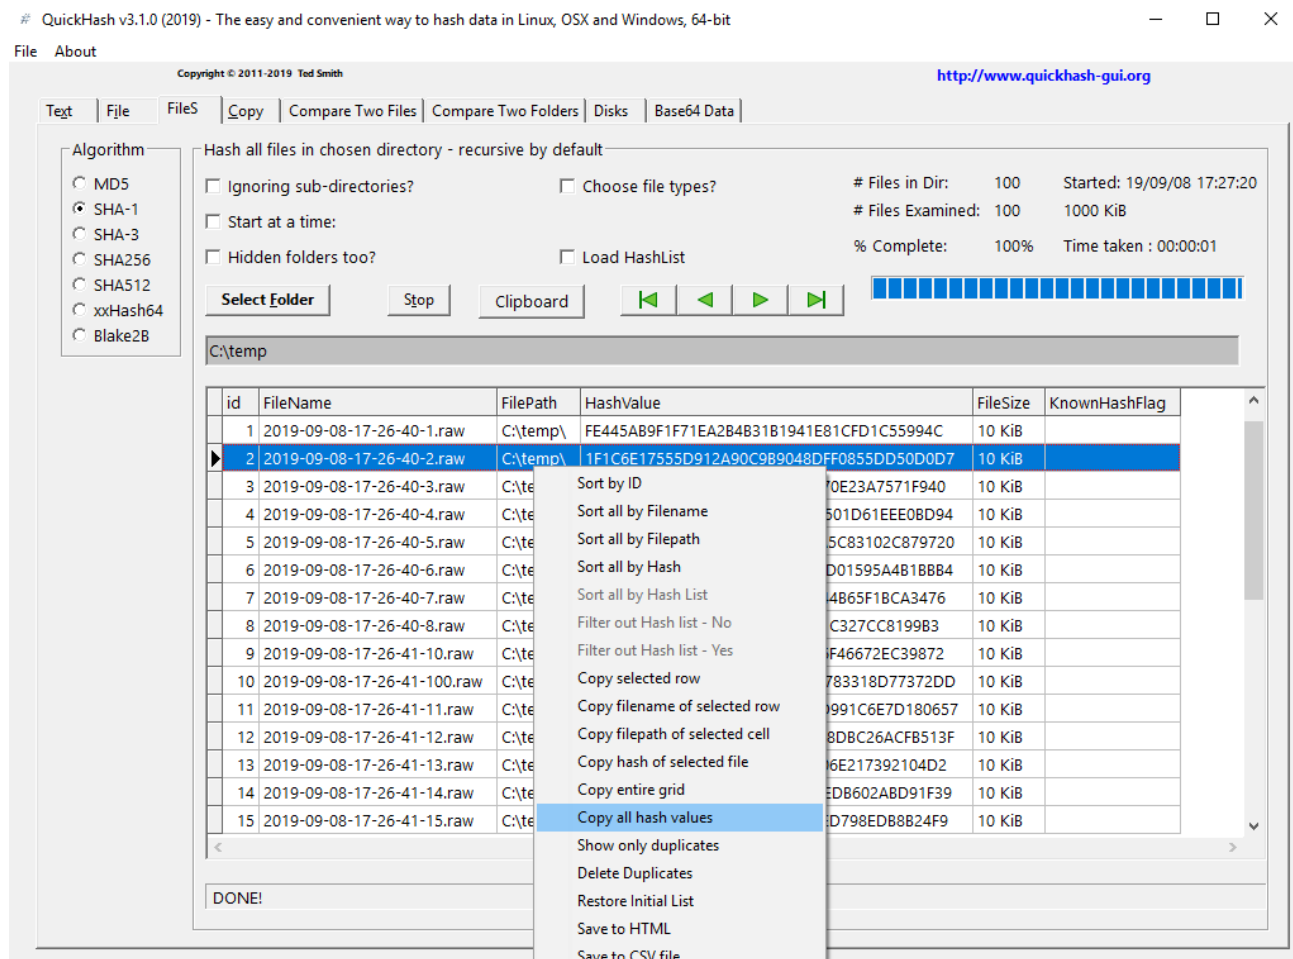 # QuickHash v3.1.0 (2019) - The easy and convenient way to hash data in Linux, OSX and Windows, 64-bit
File About
Copyright © 2011-2019 Ted Smith http://www.quickhash-gui.org
Text File FileS Copy Compare Two Files Compare Two Folders Disks Base64 Data
Algorithm
MD5
SHA-1
SHA-3
SHA256
SHA512
xxHash64
Blake2B
Hash all files in chosen directory - recursive by default
Ignoring sub-directories? Choose file types?
Start at a time:
Hidden folders too? Load HashList
# Files in Dir: 100 Started: 19/09/08 17:27:20
# Files Examined: 100 1000 KiB
% Complete: 100% Time taken : 00:00:01
Select Folder Stop Clipboard
C:\temp
id FileName FilePath HashValue FileSize KnownHashFlag
1 2019-09-08-17-26-40-1.raw C:\temp\ FE445AB9F1F71EA2B4B31B1941E81CFD1C55994C 10 KiB
2 2019-09-08-17-26-40-2.raw C:\temp\ 1F1C6E17555D912A90C9B9048DFF0855DD50D0D7 10 KiB
3 2019-09-08-17-26-40-3.raw C:\te 70E23A7571F940 10 KiB
4 2019-09-08-17-26-40-4.raw C:\te 501D61EEE0BD94 10 KiB
5 2019-09-08-17-26-40-5.raw C:\te 5C83102C879720 10 KiB
6 2019-09-08-17-26-40-6.raw C:\te D01595A4B1BBB4 10 KiB
7 2019-09-08-17-26-40-7.raw C:\te 4B65F1BCA3476 10 KiB
8 2019-09-08-17-26-40-8.raw C:\te C327CC8199B3 10 KiB
9 2019-09-08-17-26-41-10.raw C:\te F46672EC39872 10 KiB
10 2019-09-08-17-26-41-100.raw C:\te 783318D77372DD 10 KiB
11 2019-09-08-17-26-41-11.raw C:\te 991C6E7D180657 10 KiB
12 2019-09-08-17-26-41-12.raw C:\te 8DBC26ACFB513F 10 KiB
13 2019-09-08-17-26-41-13.raw C:\te 6E217392104D2 10 KiB
14 2019-09-08-17-26-41-14.raw C:\te EDB602ABD91F39 10 KiB
15 2019-09-08-17-26-41-15.raw C:\te D798EDB8B24F9 10 KiB
Sort by ID
Sort all by Filename
Sort all by Filepath
Sort all by Hash
Sort all by Hash List
Filter out Hash list - No
Filter out Hash list - Yes
Copy selected row
Copy filename of selected row
Copy filepath of selected cell
Copy hash of selected file
Copy entire grid
Copy all hash values
Show only duplicates
Delete Duplicates
Restore Initial List
Save to HTML
Save to CSV file
DONE!